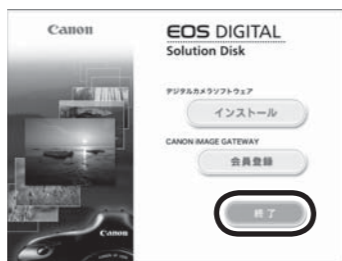 Canon
EOS DIGITAL
Solution Disk
デジタルカメラソフトウェア
インストール
CANON IMAGE GATEWAY
会員登録
終了
Canon